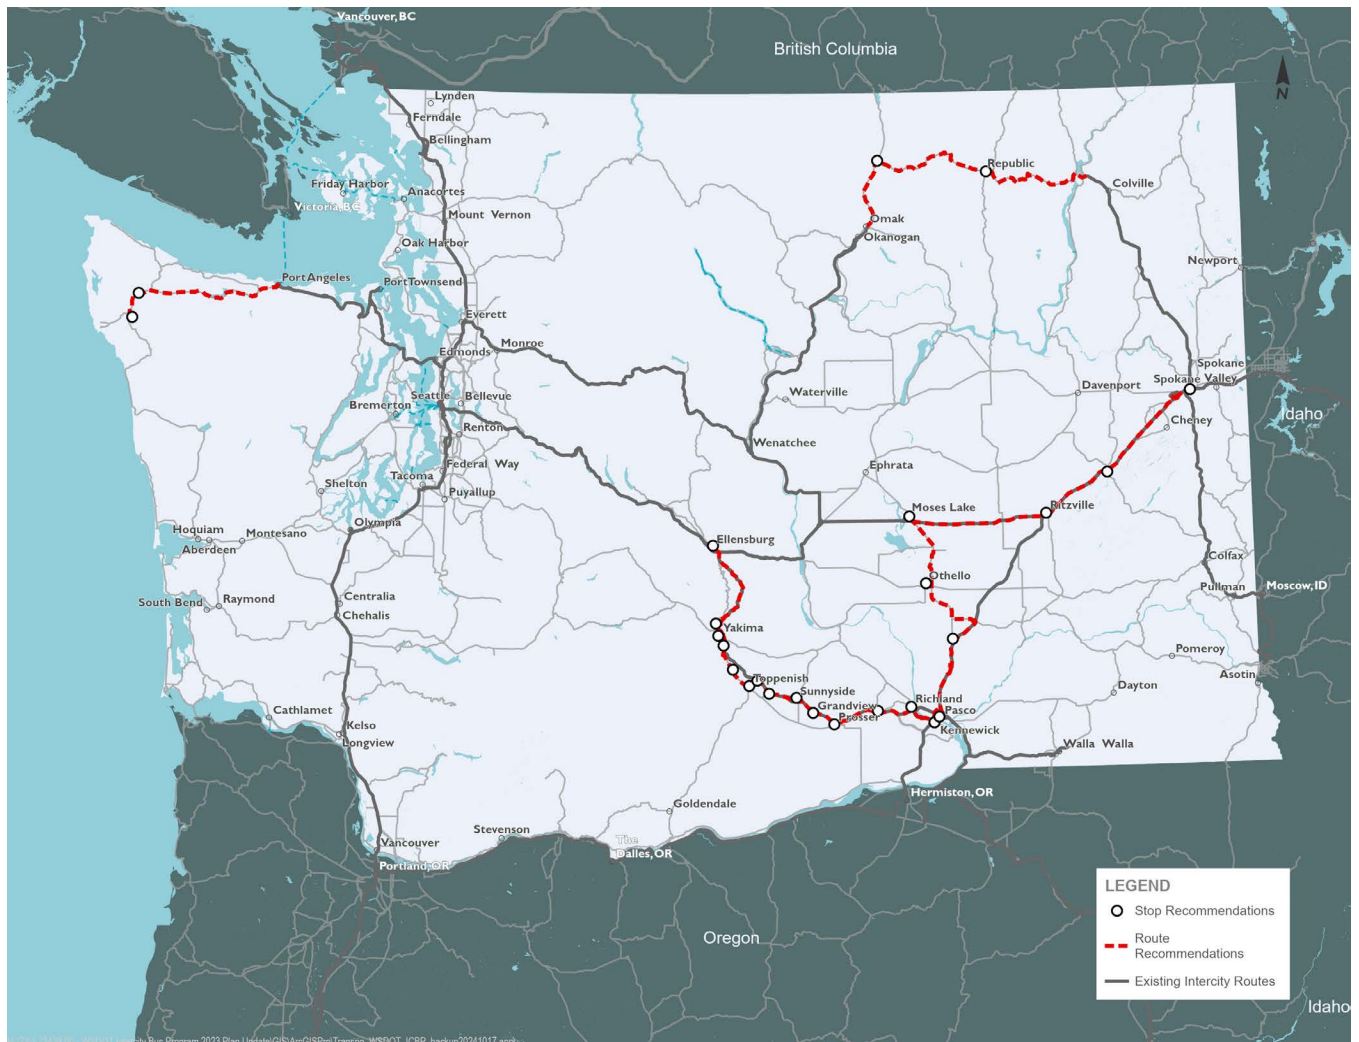 Vancouver, BC
British Columbia
N
Lynden
Ferndale
Bellingham
Republic
Friday Harbor
Anacortes
Colville
Victoria, BC
Mount Vernon
Omak
Okanogan
Oak Harbor
Newport
Port Angeles
Port Townsend
Everett
Monroe
Edmonds
Spokane
Spokane Valley
Davenport
Seattle
Bellevue
Waterville
Bremerton
Idaho
Renton
Cheney
Wenatchee
Federal Way
Ephrata
Tacoma
Shelton
Puyallup
Moses Lake
Ritzville
Olympia
Hoquiam
Montesano
Ellensburg
Aberdeen
Colfax
Othello
Moscow, ID
Pullman
Centralia
South Bend
Raymond
Chehalis
Yakima
Pomeroy
Asotin
Toppenish
Dayton
Sunnyside
Richland
Grandview
Pasco
Cathlamet
Prosser
Kelso
Kennewick
Longview
Walla Walla
Hermiston, OR
Goldendale
Stevenson
Vancouver
The
Dalles, OR
Portland, OR
LEGEND
Stop Recommendations
Route
Recommendations
Existing Intercity Routes
Oregon
Idaho